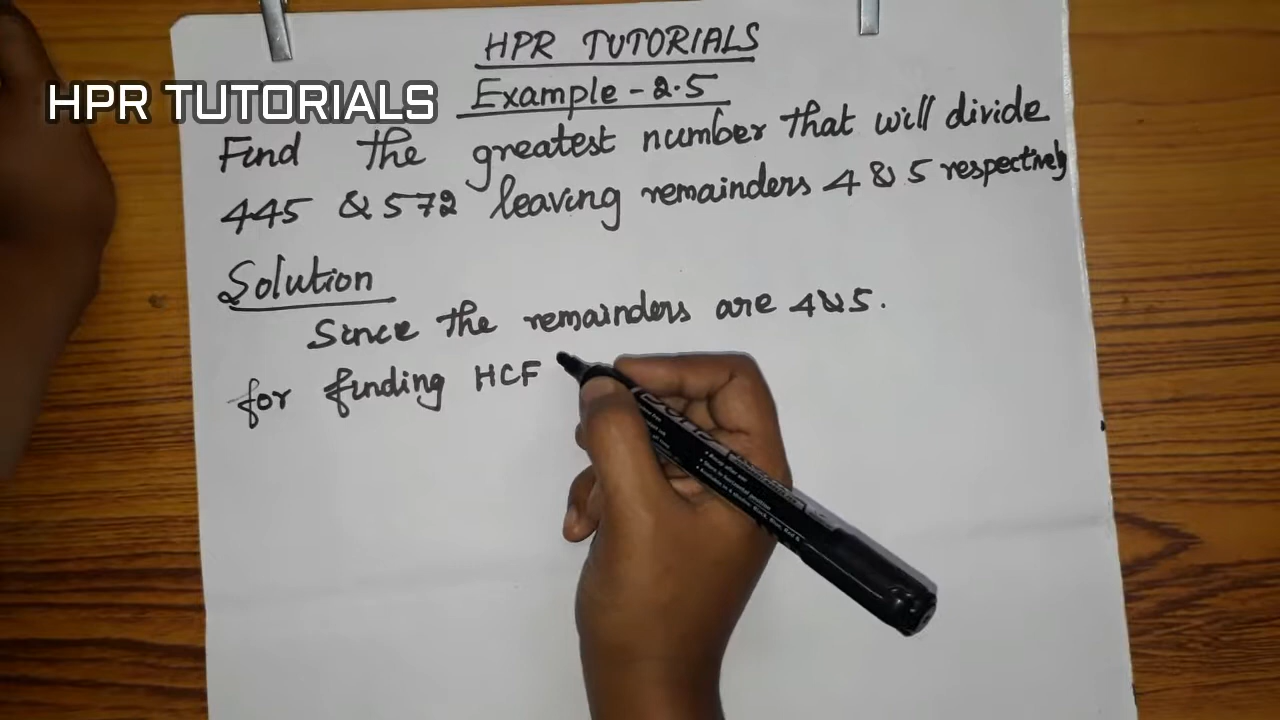 HPR TUTORIALS
HPR TUTORIALS
Example - 2.5
Find the greatest number that will divide
445 & 572 leaving remainders 4 & 5 respectively
Solution
Since the remainders are 4 & 5.
for finding HCF